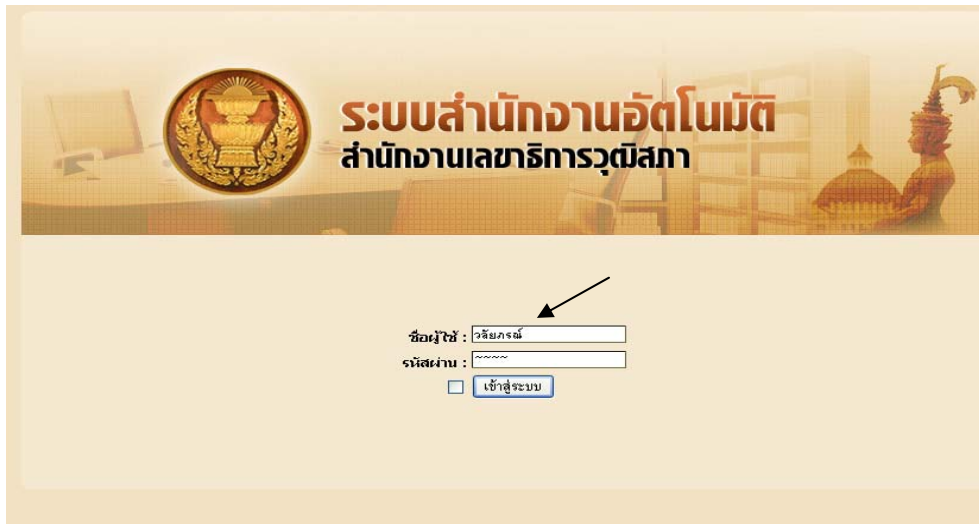 ระบบสำนักงานอัตโนมัติ
สำนักงานเลขาธิการวุฒิสภา
ชื่อผู้ใช้ : วลัยภรณ์
รหัสผ่าน : ~~~~
เข้าสู่ระบบ